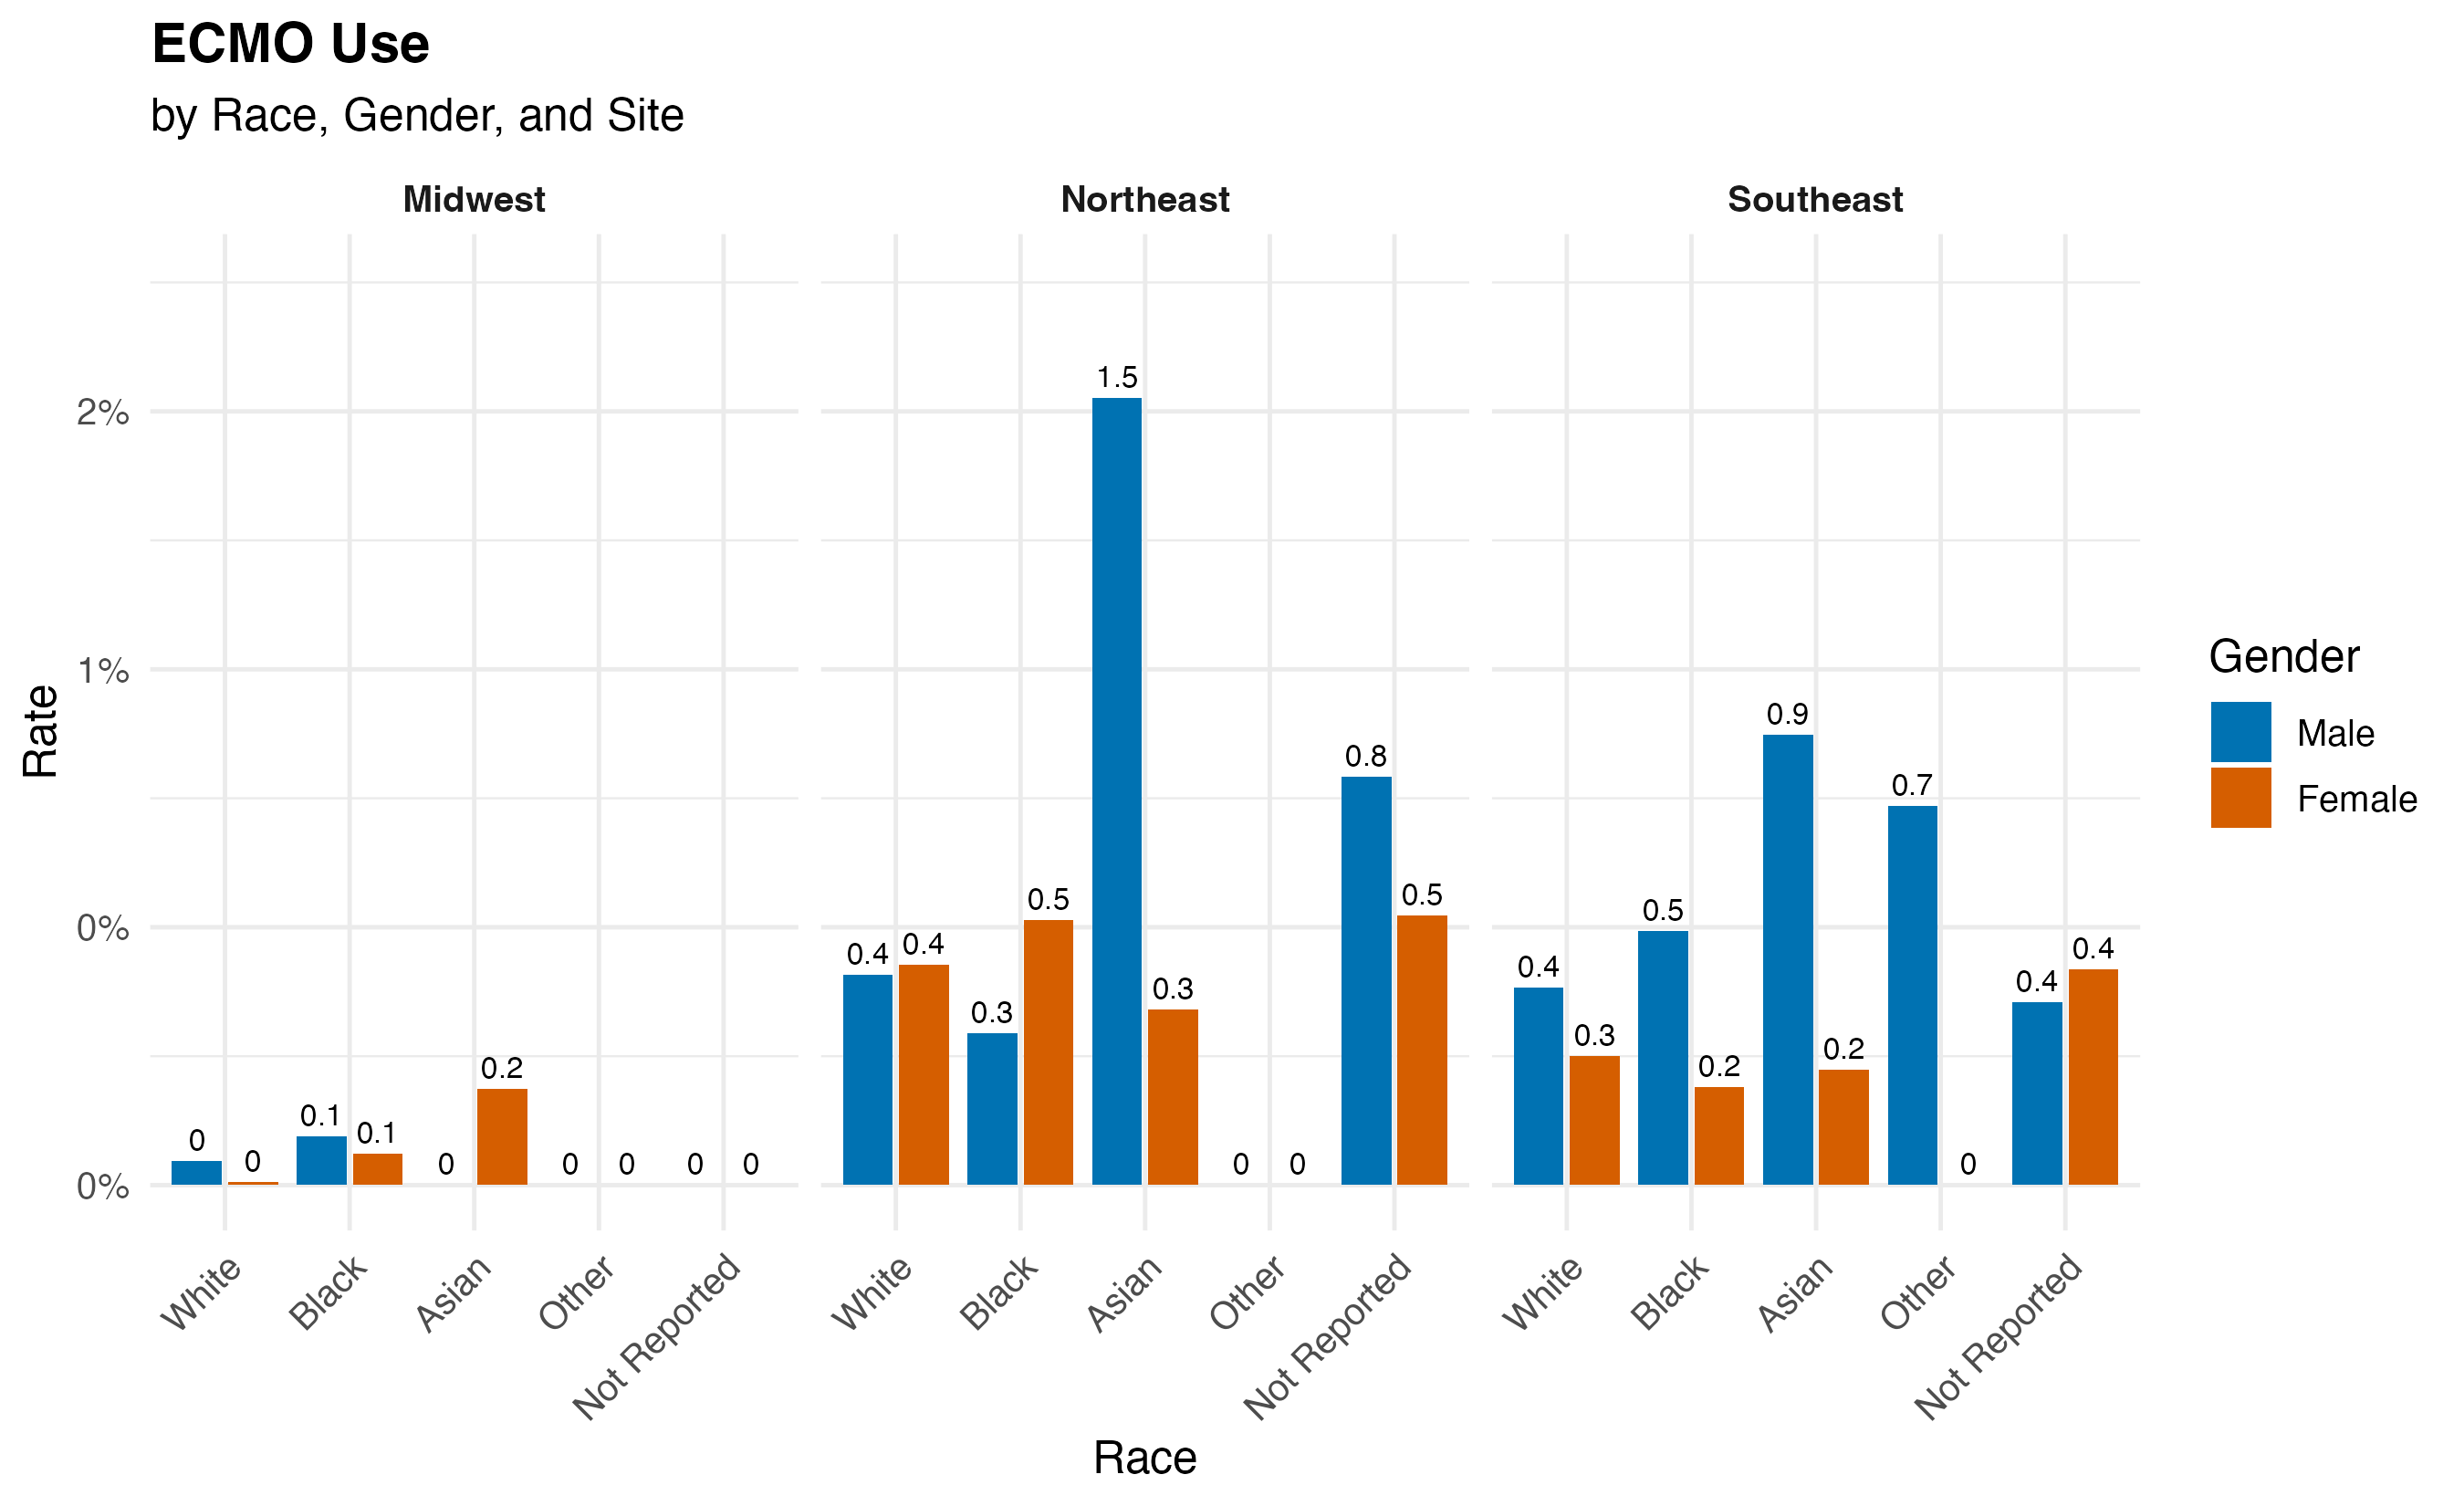 ECMO Use
by Race, Gender, and Site
Midwest
Northeast
Southeast
Rate
2%
1%
0%
0%
0
0
0.1
0.1
0
0.2
0
0
0
0
0.4
0.4
0.3
0.5
1.5
0.3
0
0
0.8
0.5
0.4
0.3
0.5
0.2
0.9
0.2
0.7
0
0.4
0.4
White
Black
Asian
Other
Not Reported
White
Black
Asian
Other
Not Reported
White
Black
Asian
Other
Not Reported
Race
Gender
Male
Female